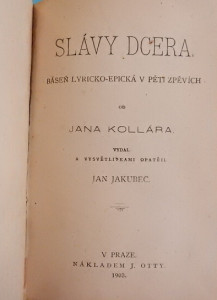 SLÁVY DCERA.
BÁSEŇ LYRICKO-EPICKÁ V PĚTI ZPĚVÍCH
OD
JANA KOLLÁRA.
VYDAL
A VYSVĚTLIVKAMI OPATŘIL
JAN JAKUBEC.
V PRAZE.
NÁKLADEM J. OTTY.